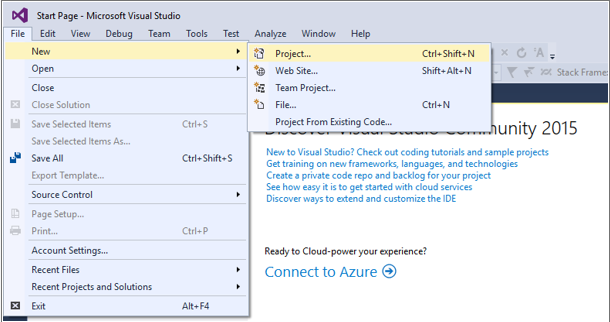 Start Page - Microsoft Visual Studio
File Edit View Debug Team Tools Test Analyze Window Help
New
Open
Close
Close Solution
Save Selected Items Ctrl+S
Save Selected Items As...
Save All Ctrl+Shift+S
Export Template...
Source Control
Page Setup...
Print... Ctrl+P
Account Settings...
Recent Files
Recent Projects and Solutions
Exit Alt+F4
Project... Ctrl+Shift+N
Web Site... Shift+Alt+N
Team Project...
File... Ctrl+N
Project From Existing Code...
Stack Frame
Discover Visual Studio Community 2015
New to Visual Studio? Check out coding tutorials and sample projects
Get training on new frameworks, languages, and technologies
Create a private code repo and backlog for your project
See how easy it is to get started with cloud services
Discover ways to extend and customize the IDE
Ready to Cloud-power your experience?
Connect to Azure